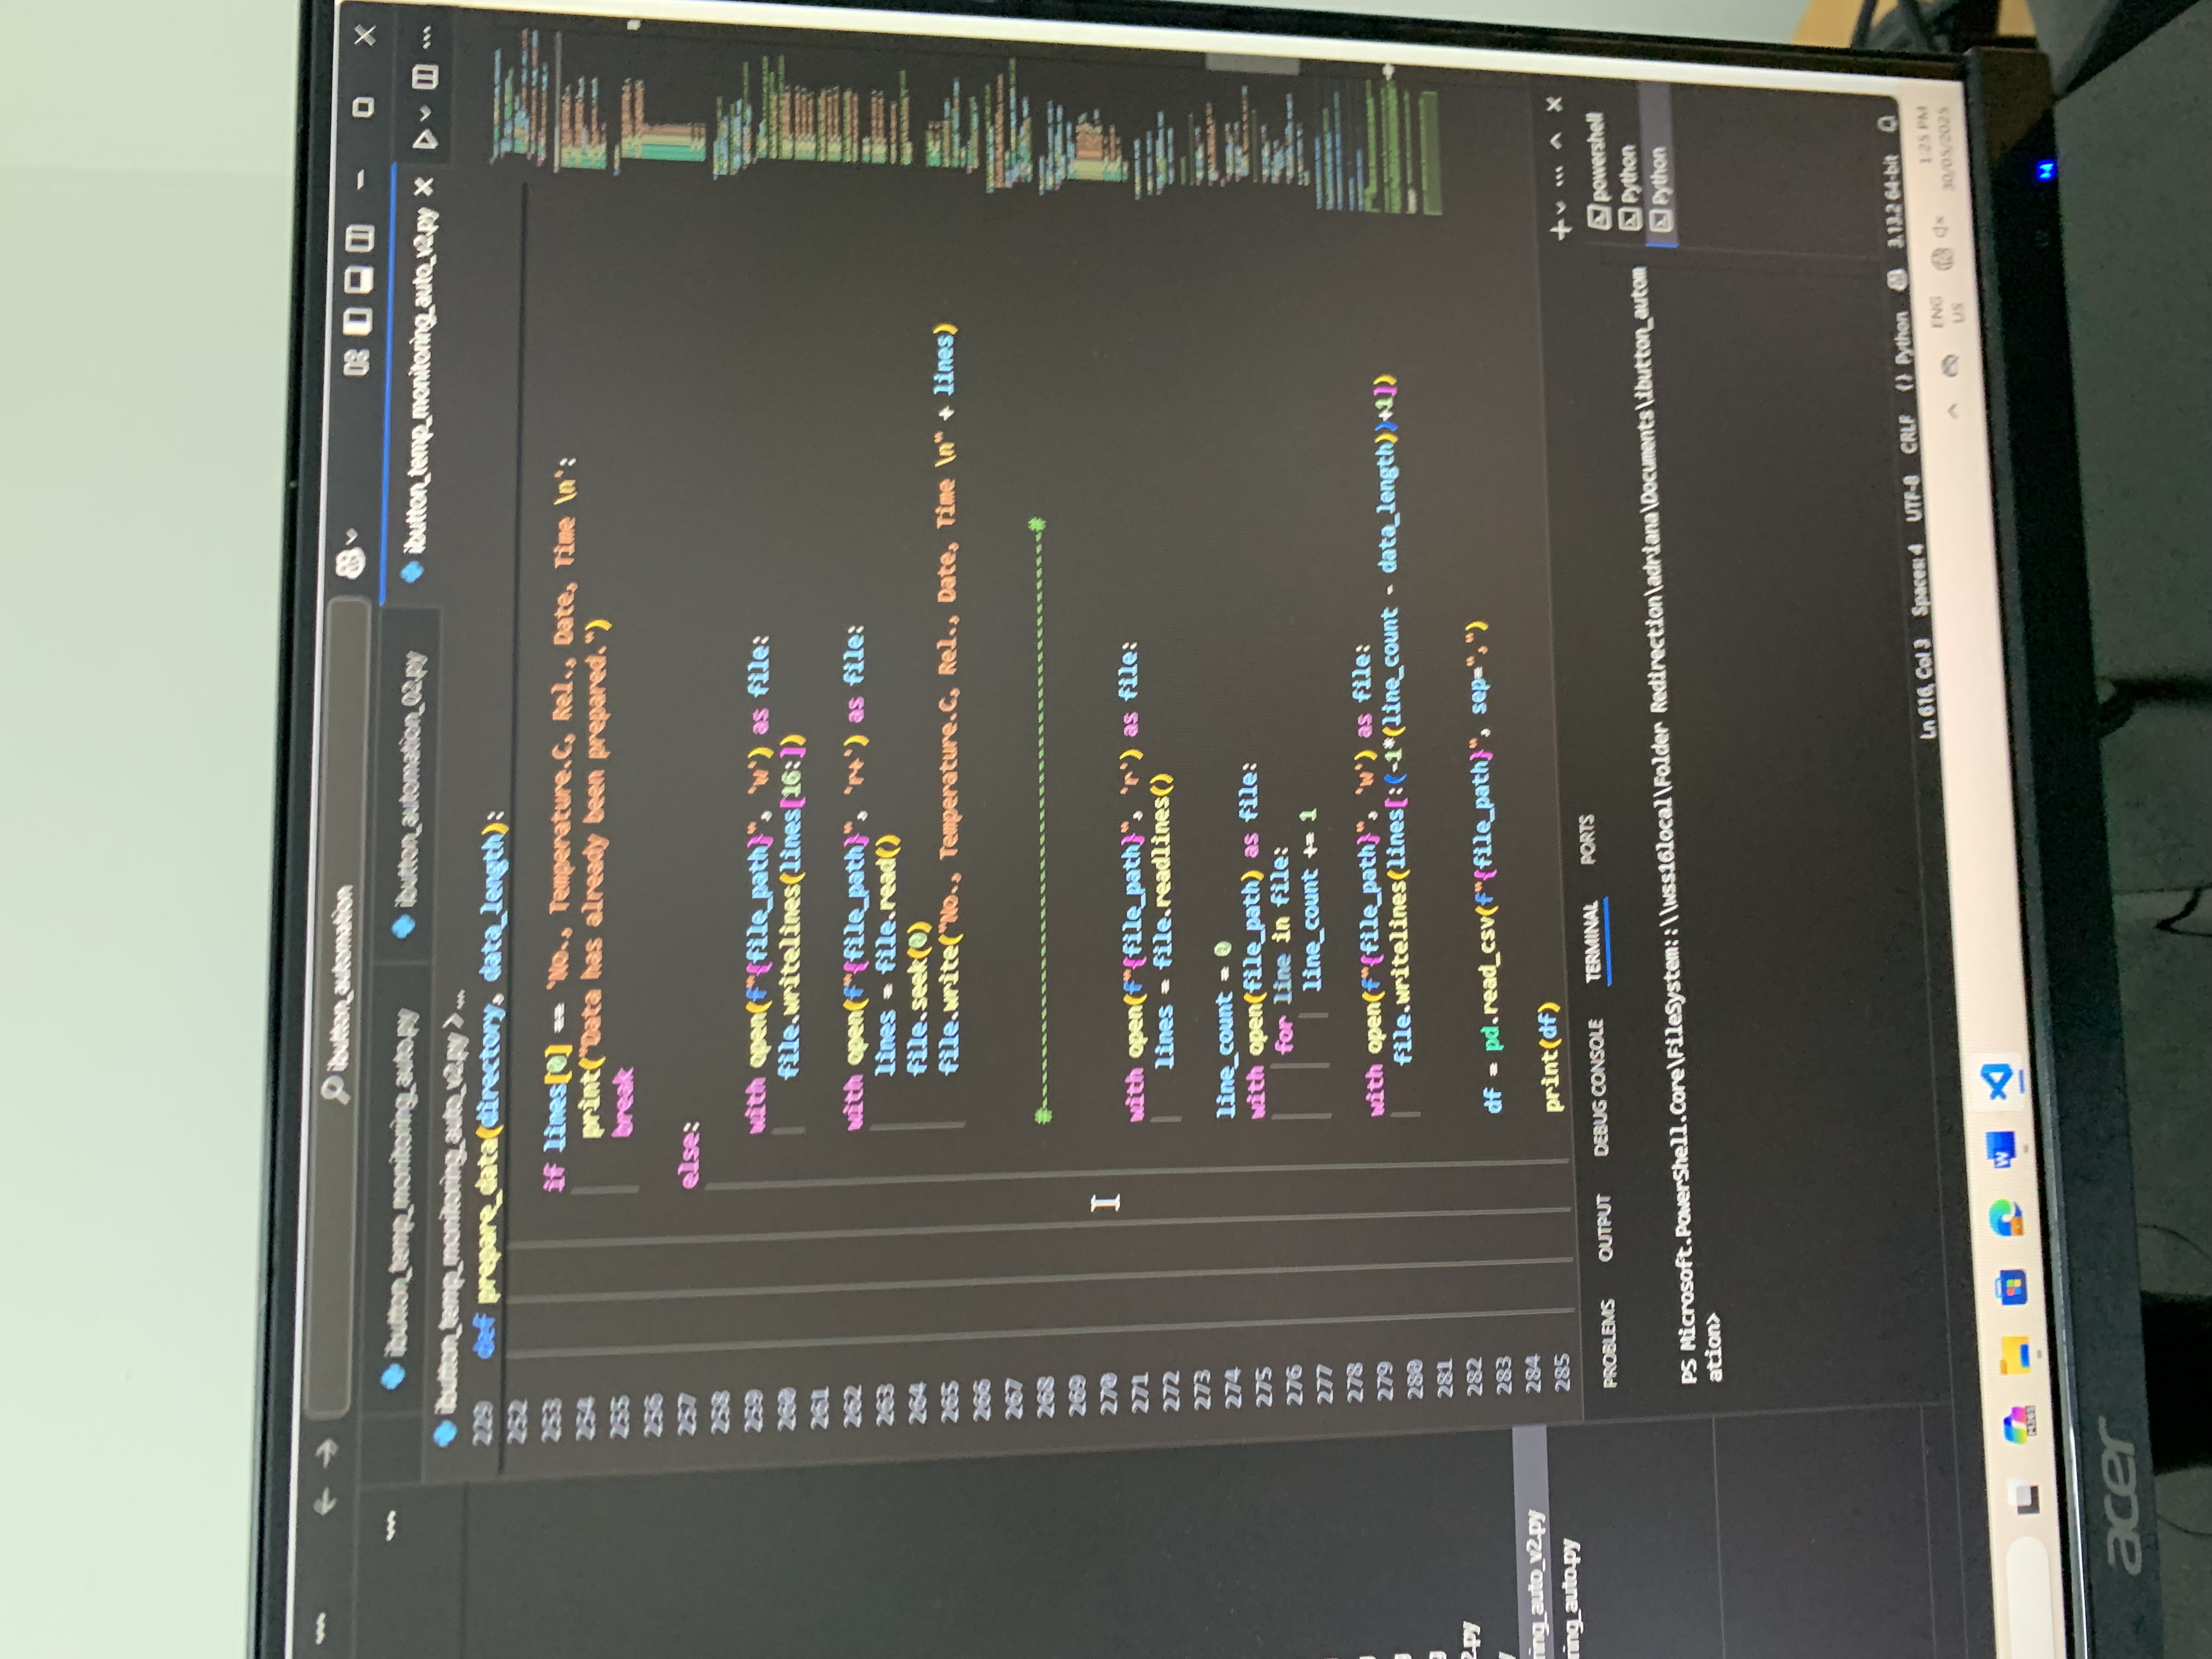 ibutton_automation
ibutton_temp_monitoring_auto.py
ibutton_automation_02.py
ibutton_temp_monitoring_auto_v2.py
ibutton_temp_monitoring_auto_v2.py > ...
229 def prepare_data(directory, data_length):
252
253 if lines[0] == 'No., Temperature.C, Rel., Date, Time \n':
254 print("Data has already been prepared.")
255 break
256
257 else:
258
259 with open(f"{file_path}", 'w') as file:
260 file.writelines(lines[16:])
261
262 with open(f"{file_path}", 'r+') as file:
263 lines = file.read()
264 file.seek(0)
265 file.write("No., Temperature.C, Rel., Date, Time \n" + lines)
266
267
268 #----------------------------------------------#
269
270
271 with open(f"{file_path}", 'r') as file:
272 lines = file.readlines()
273
274 line_count = 0
275 with open(file_path) as file:
276 for line in file:
277 line_count += 1
278
279 with open(f"{file_path}", 'w') as file:
280 file.writelines(lines[:(-1*(line_count - data_length))+1])
281
282
283 df = pd.read_csv(f"{file_path}", sep=",")
284
285 print(df)
2.py
ring_auto_v2.py
ring_auto.py
PROBLEMS OUTPUT DEBUG CONSOLE TERMINAL PORTS
powershell
Python
Python
PS Microsoft.PowerShell.Core\FileSystem::\\wss16local\Folder Redirection\adriana\Documents\ibutton_autom
ation>
Ln 616, Col 3 Spaces: 4 UTF-8 CRLF {} Python 3.13.2 64-bit
ENG
US
1:25 PM
30/05/2025
M365
W
acer